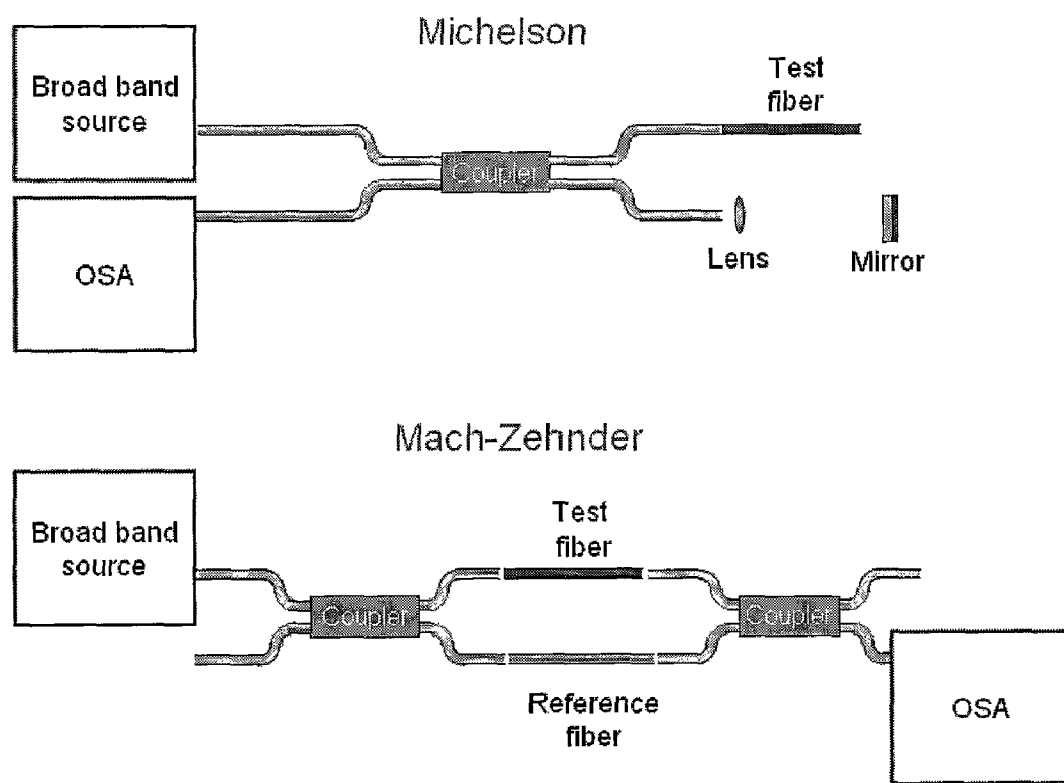 Michelson
Broad band
source
Test
fiber
Coupler
OSA
Lens
Mirror
Mach-Zehnder
Broad band
source
Test
fiber
Coupler
Coupler
Reference
fiber
OSA